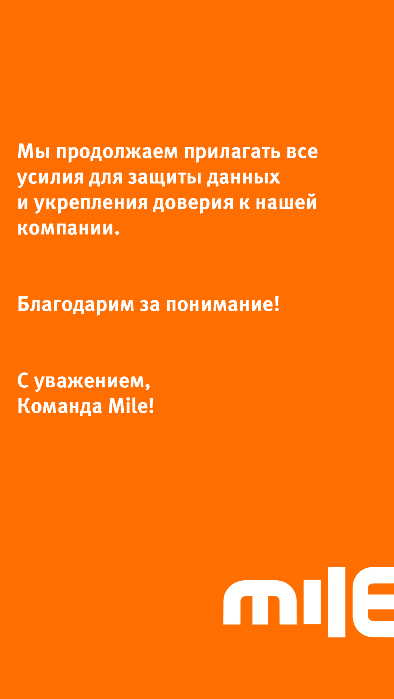 Мы продолжаем прилагать все
усилия для защиты данных
и укрепления доверия к нашей
компании.
Благодарим за понимание!
С уважением,
Команда Mile!
mile